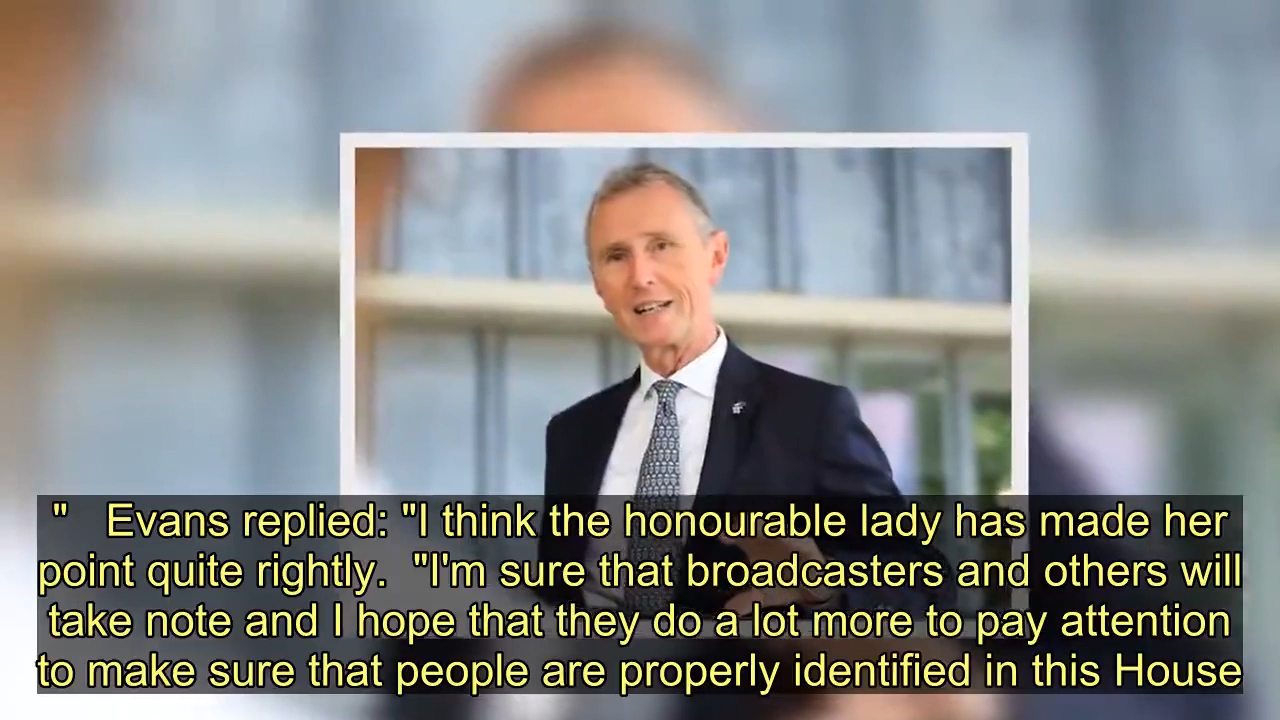 "   Evans replied: "I think the honourable lady has made her
point quite rightly.  "I'm sure that broadcasters and others will
take note and I hope that they do a lot more to pay attention
to make sure that people are properly identified in this House